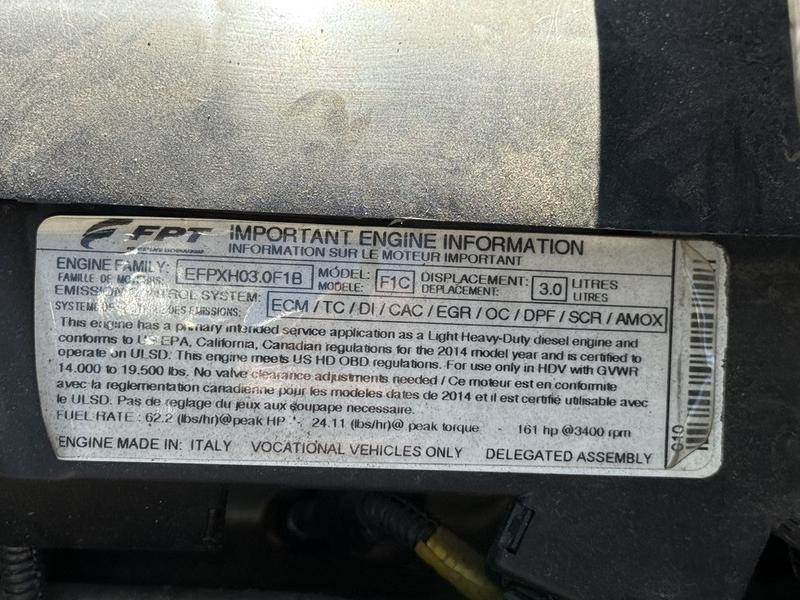 FPT IMPORTANT ENGINE INFORMATION
INFORMATION SUR LE MOTEUR IMPORTANT
ENGINE FAMILY: EFPXH03.0F1B MODEL: F1C DISPLACEMENT: 3.0 LITRES
FAMILLE DE MODELE: DEPLACEMENT: LITRES
SYSTEM: ECM / TC / DI / CAC / EGR / OC / DPF / SCR / AMOX
SYSTEME DES EMISSIONS:
This engine has a primary intended service application as a Light Heavy-Duty diesel engine and
conforms to US EPA, California, Canadian regulations for the 2014 model year and is certified to
operate on ULSD. This engine meets US HD OBD regulations. For use only in HDV with GVWR
14.000 to 19.500 lbs. No valve clearance adjustments needed / Ce moteur est en conformite
avec la reglementation canadienne pour les modeles dates de 2014 et il est certifié utilisable avec
le ULSD. Pas de reglage du jeux aux soupape necessaire.
FUEL RATE : 62.2 (lbs/hr)@peak HP - 24.11 (lbs/hr)@ peak torque - 161 hp @3400 rpm
ENGINE MADE IN: ITALY VOCATIONAL VEHICLES ONLY DELEGATED ASSEMBLY
010